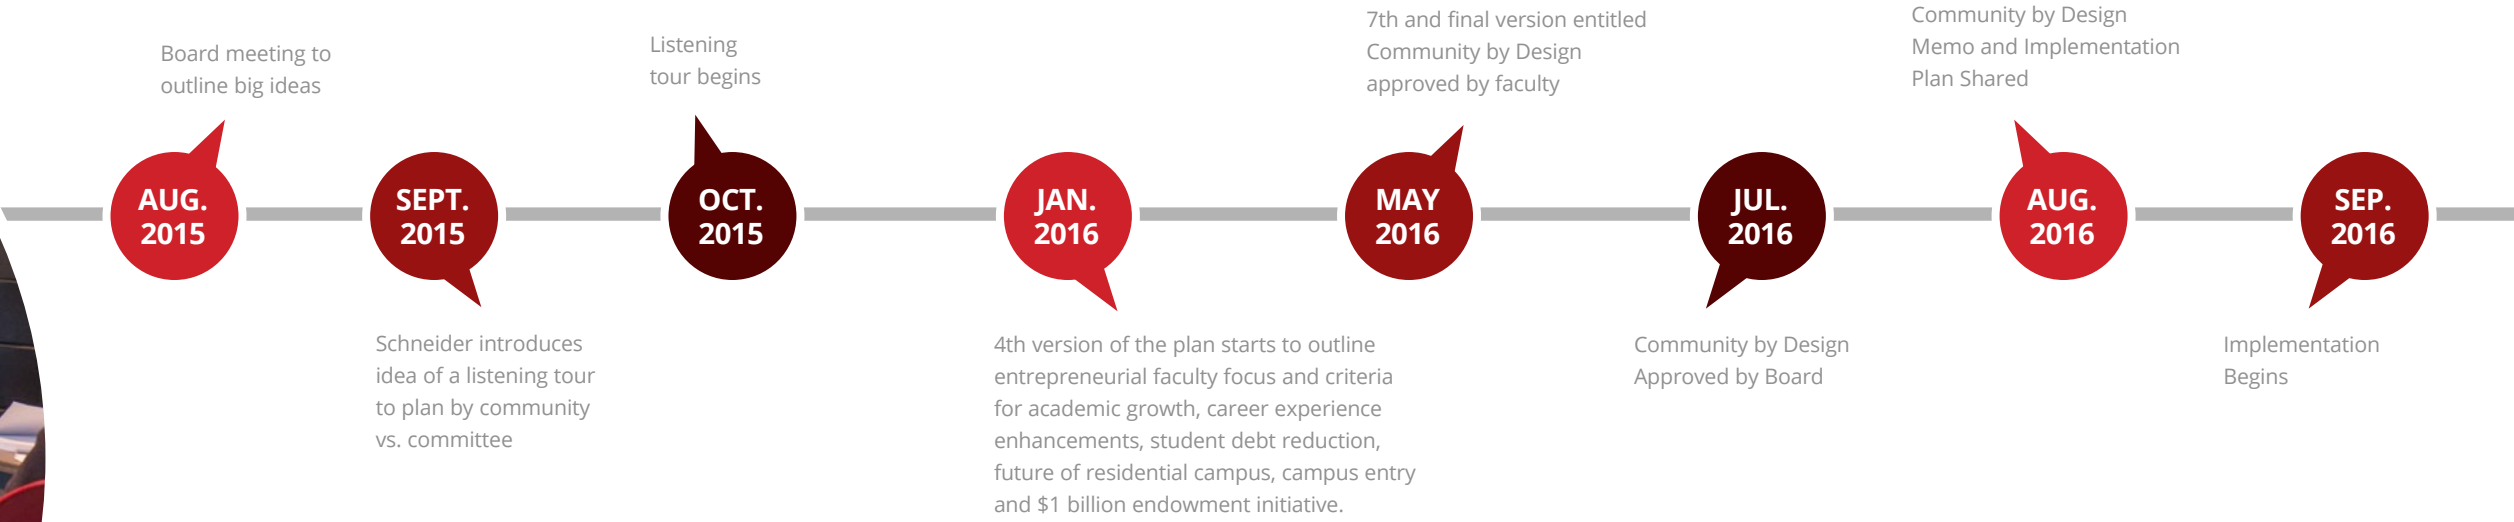 Board meeting to
outline big ideas
AUG.
2015
SEPT.
2015
Schneider introduces
idea of a listening tour
to plan by community
vs. committee
Listening
tour begins
OCT.
2015
JAN.
2016
4th version of the plan starts to outline
entrepreneurial faculty focus and criteria
for academic growth, career experience
enhancements, student debt reduction,
future of residential campus, campus entry
and $1 billion endowment initiative.
7th and final version entitled
Community by Design
approved by faculty
MAY
2016
JUL.
2016
Community by Design
Approved by Board
Community by Design
Memo and Implementation
Plan Shared
AUG.
2016
SEP.
2016
Implementation
Begins